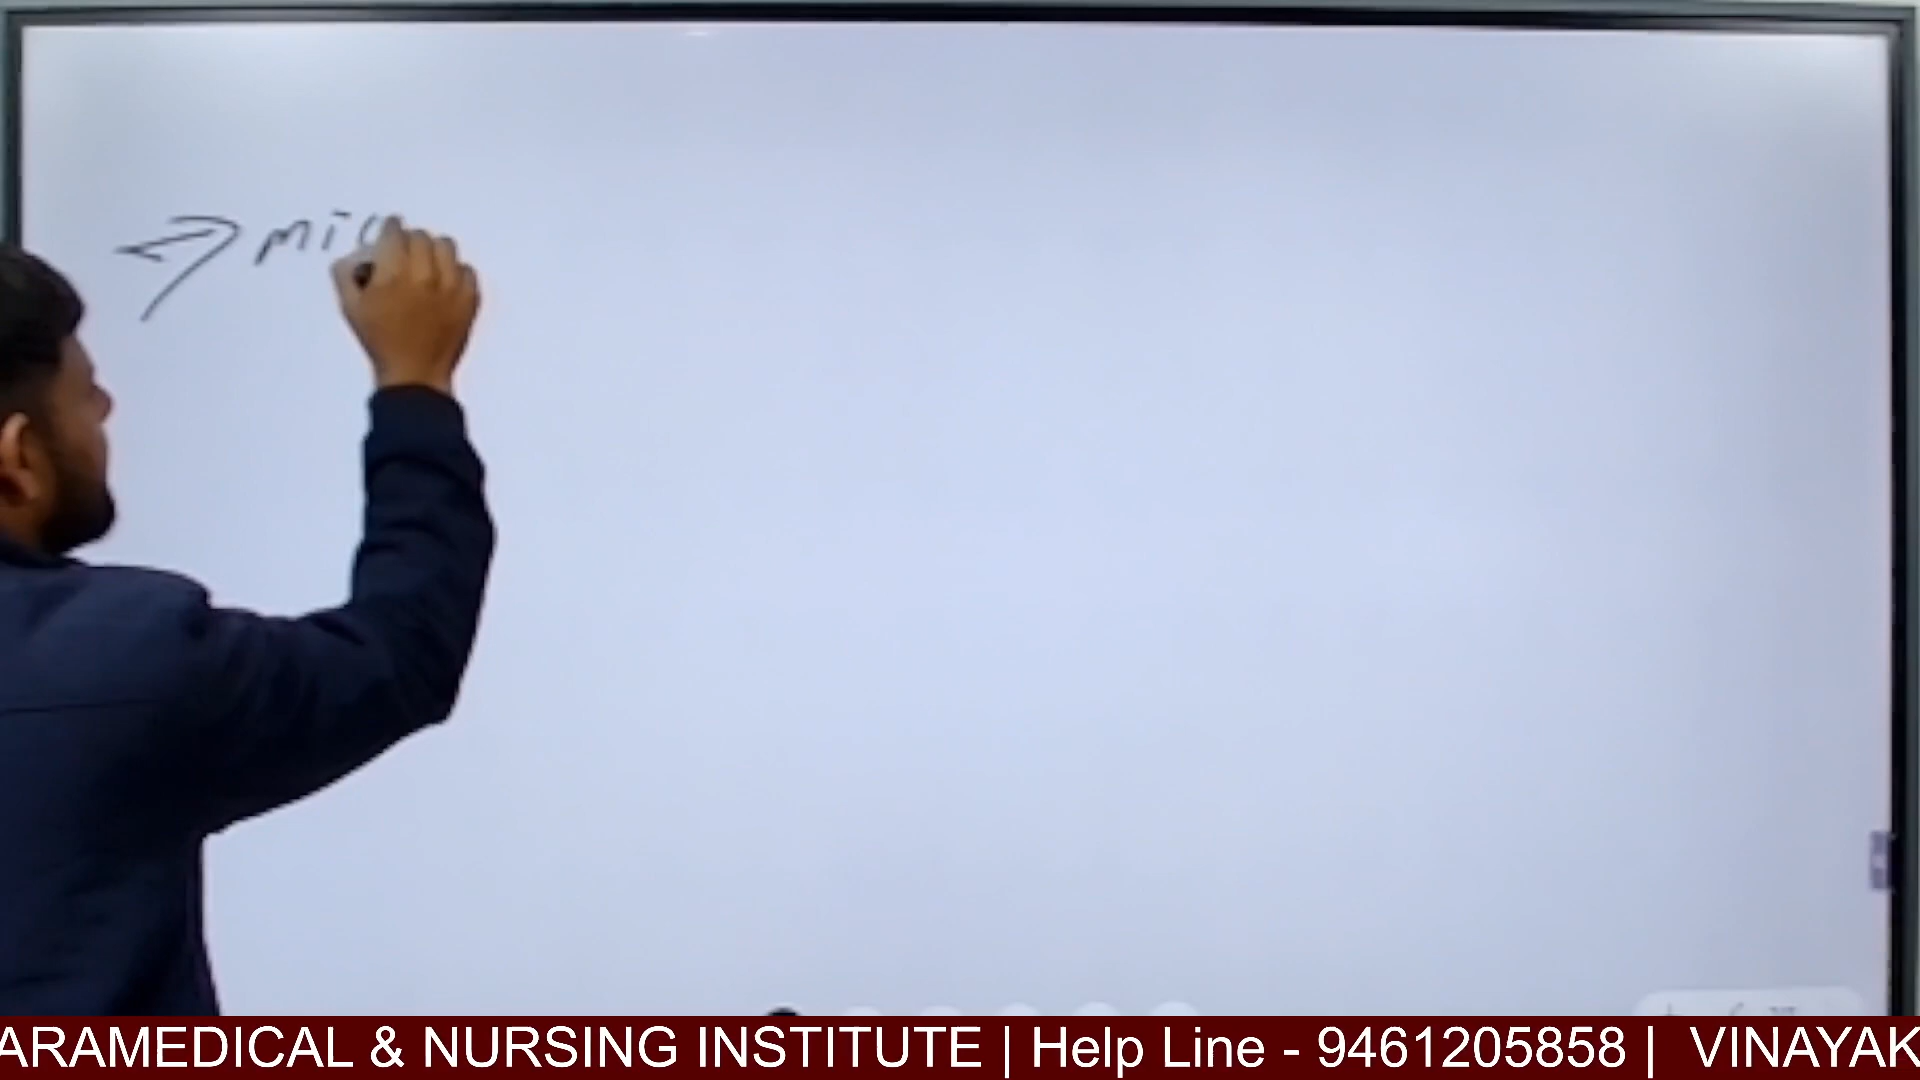 mic
ARAMEDICAL & NURSING INSTITUTE | Help Line - 9461205858 | VINAYAK